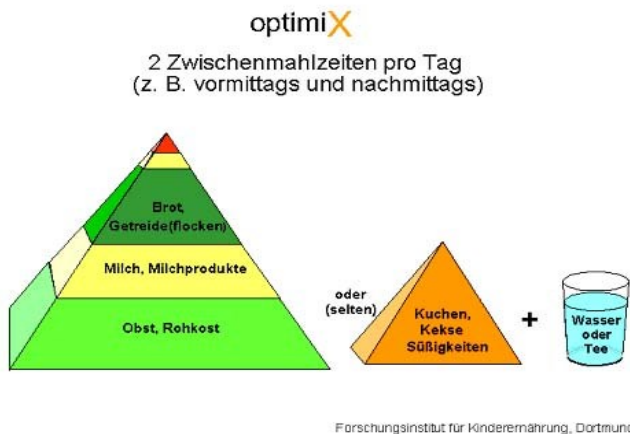 optimiX
2 Zwischenmahlzeiten pro Tag
(z. B. vormittags und nachmittags)
Brot,
Getreide(flocken)
Milch, Milchprodukte
Obst, Rohkost
oder
(selten)
Kuchen,
Kekse
Süßigkeiten
+
Wasser
oder
Tee
Forschungsinstitut für Kinderernährung, Dortmund